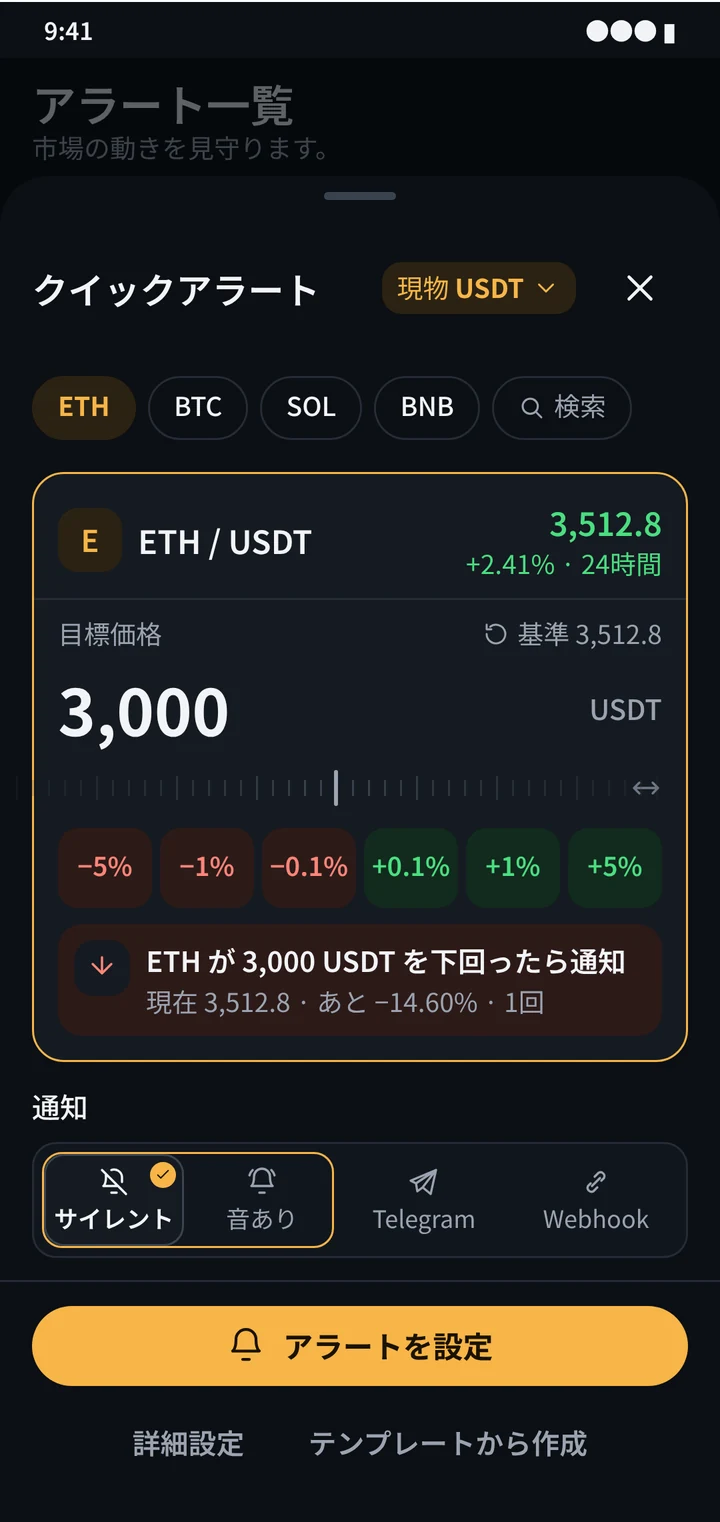 9:41
アラート一覧
市場の動きを見守ります。
クイックアラート 現物 USDT
ETH BTC SOL BNB 検索
E ETH / USDT 3,512.8
+2.41% · 24時間
目標価格 基準 3,512.8
3,000 USDT
−5% −1% −0.1% +0.1% +1% +5%
ETH が 3,000 USDT を下回ったら通知
現在 3,512.8 · あと −14.60% · 1回
通知
サイレント 音あり Telegram Webhook
アラートを設定
詳細設定 テンプレートから作成